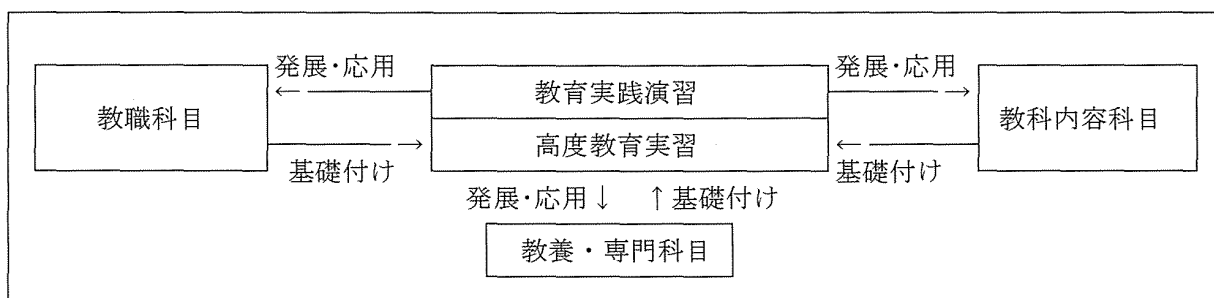 発展・応用
発展・応用
教育実践演習
教職科目
教科内容科目
高度教育実習
基礎付け
基礎付け
発展・応用↓ ↑基礎付け
教養・専門科目